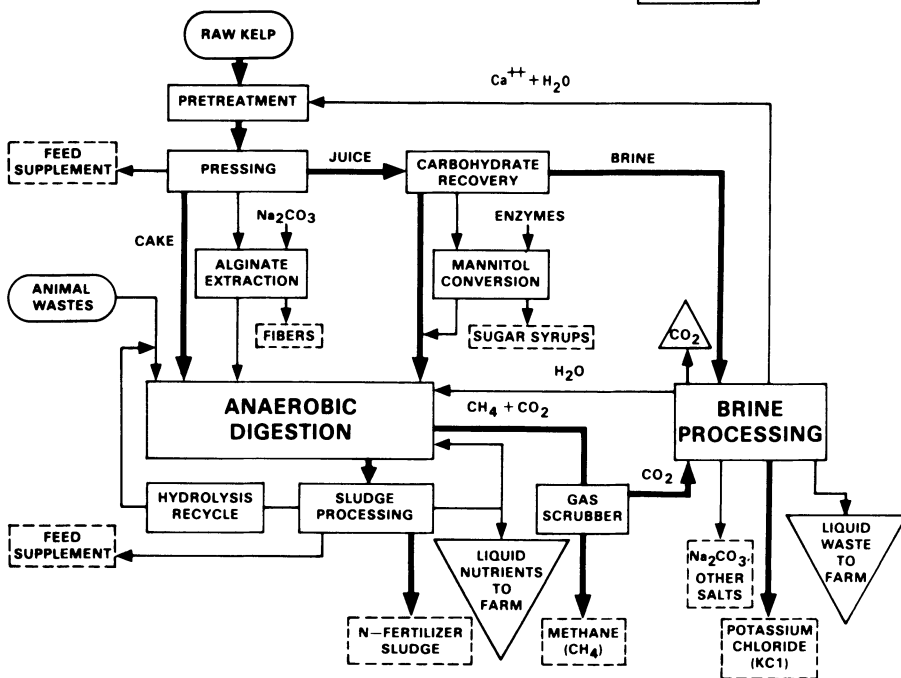 RAW KELP
Ca++ + H2O
PRETREATMENT
FEED
SUPPLEMENT
PRESSING
JUICE
CARBOHYDRATE
RECOVERY
BRINE
Na2CO3
ENZYMES
CAKE
ALGINATE
EXTRACTION
MANNITOL
CONVERSION
ANIMAL
WASTES
FIBERS
SUGAR SYRUPS
CO2
H2O
ANAEROBIC
DIGESTION
CH4 + CO2
BRINE
PROCESSING
CO2
HYDROLYSIS
RECYCLE
SLUDGE
PROCESSING
GAS
SCRUBBER
FEED
SUPPLEMENT
LIQUID
NUTRIENTS
TO
FARM
Na2CO3.
OTHER
SALTS
LIQUID
WASTE
TO
FARM
N–FERTILIZER
SLUDGE
METHANE
(CH4)
POTASSIUM
CHLORIDE
(KC1)